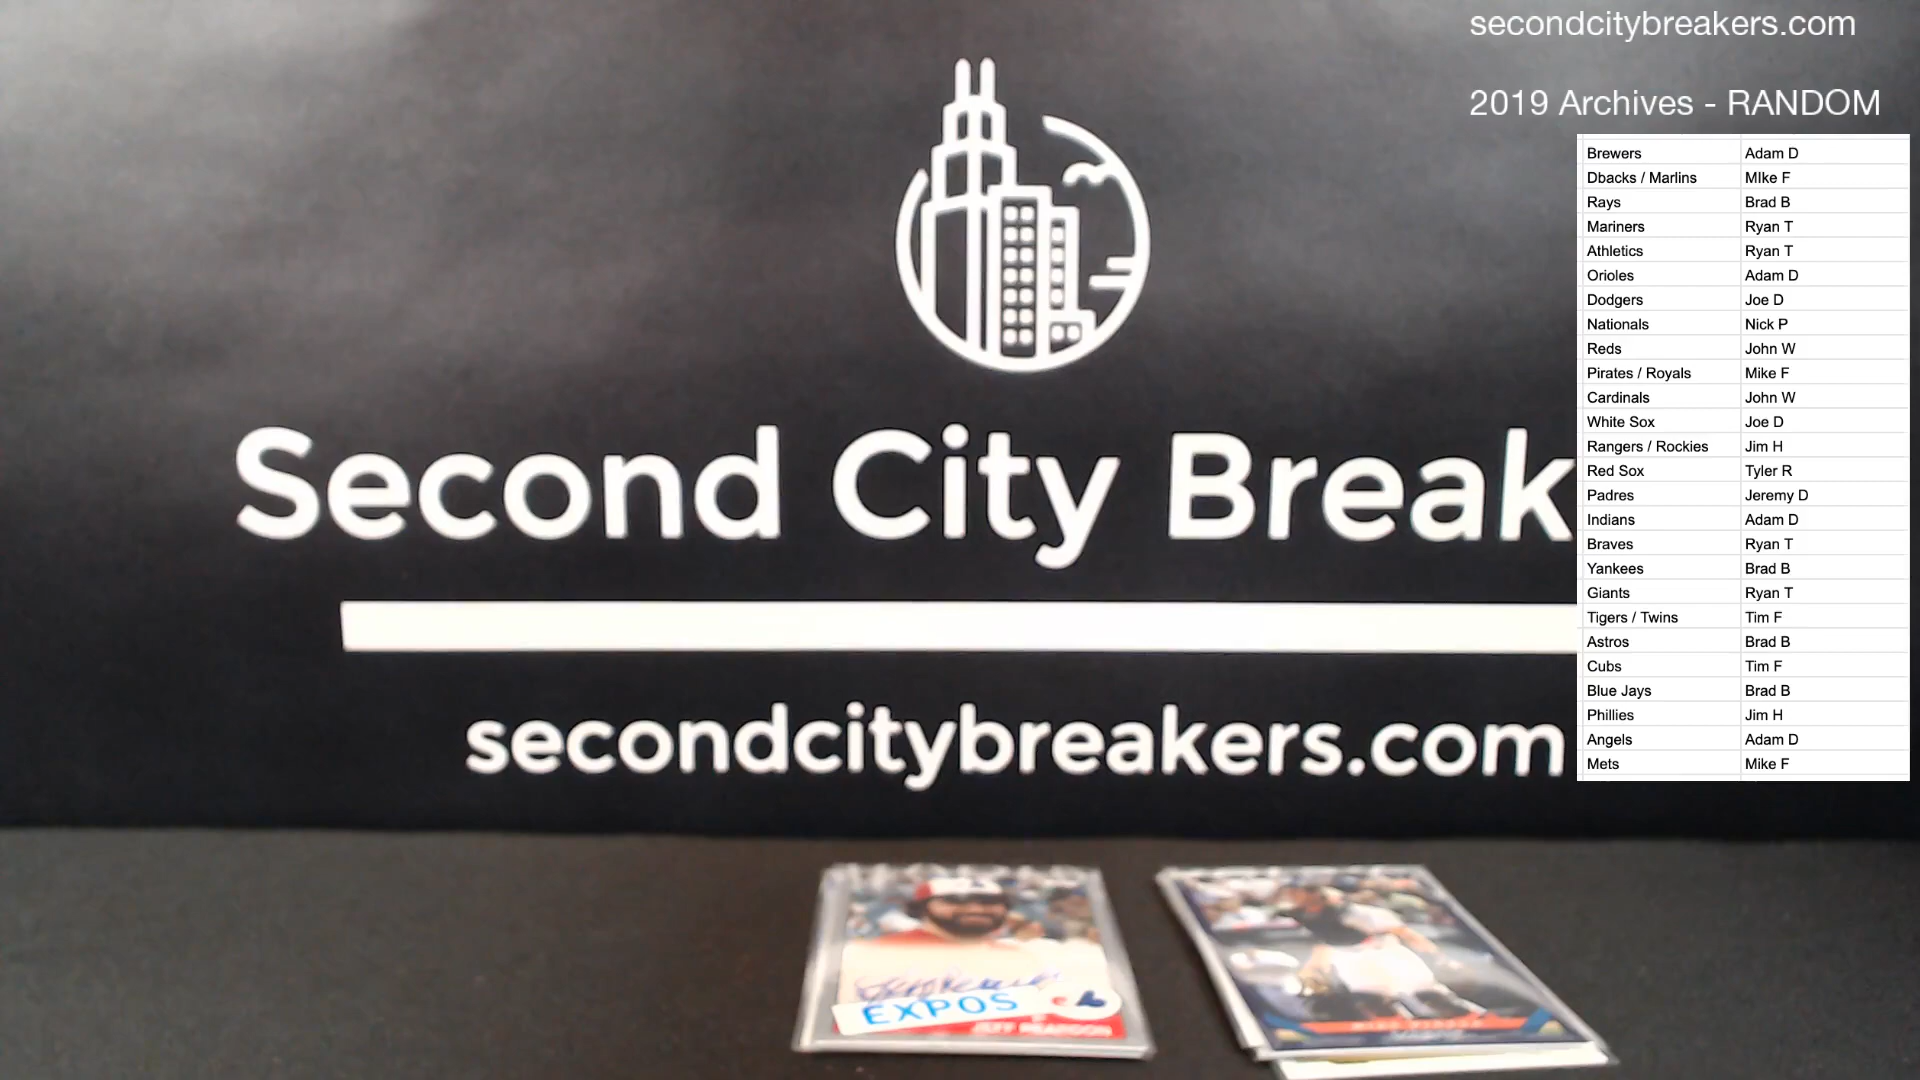 secondcitybreakers.com
2019 Archives - RANDOM
Brewers Adam D
Dbacks / Marlins MIke F
Rays Brad B
Mariners Ryan T
Athletics Ryan T
Orioles Adam D
Dodgers Joe D
Nationals Nick P
Reds John W
Pirates / Royals Mike F
Cardinals John W
White Sox Joe D
Rangers / Rockies Jim H
Red Sox Tyler R
Padres Jeremy D
Indians Adam D
Braves Ryan T
Yankees Brad B
Giants Ryan T
Tigers / Twins Tim F
Astros Brad B
Cubs Tim F
Blue Jays Brad B
Phillies Jim H
Angels Adam D
Mets Mike F
Second City Break
secondcitybreakers.com
EXPOS
JEFF REARDON